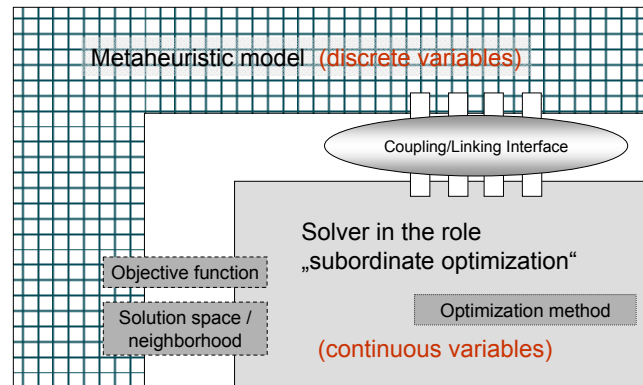 Metaheuristic model (discrete variables)
Coupling/Linking Interface
Solver in the role
„subordinate optimization“
Objective function
Optimization method
Solution space /
neighborhood
(continuous variables)